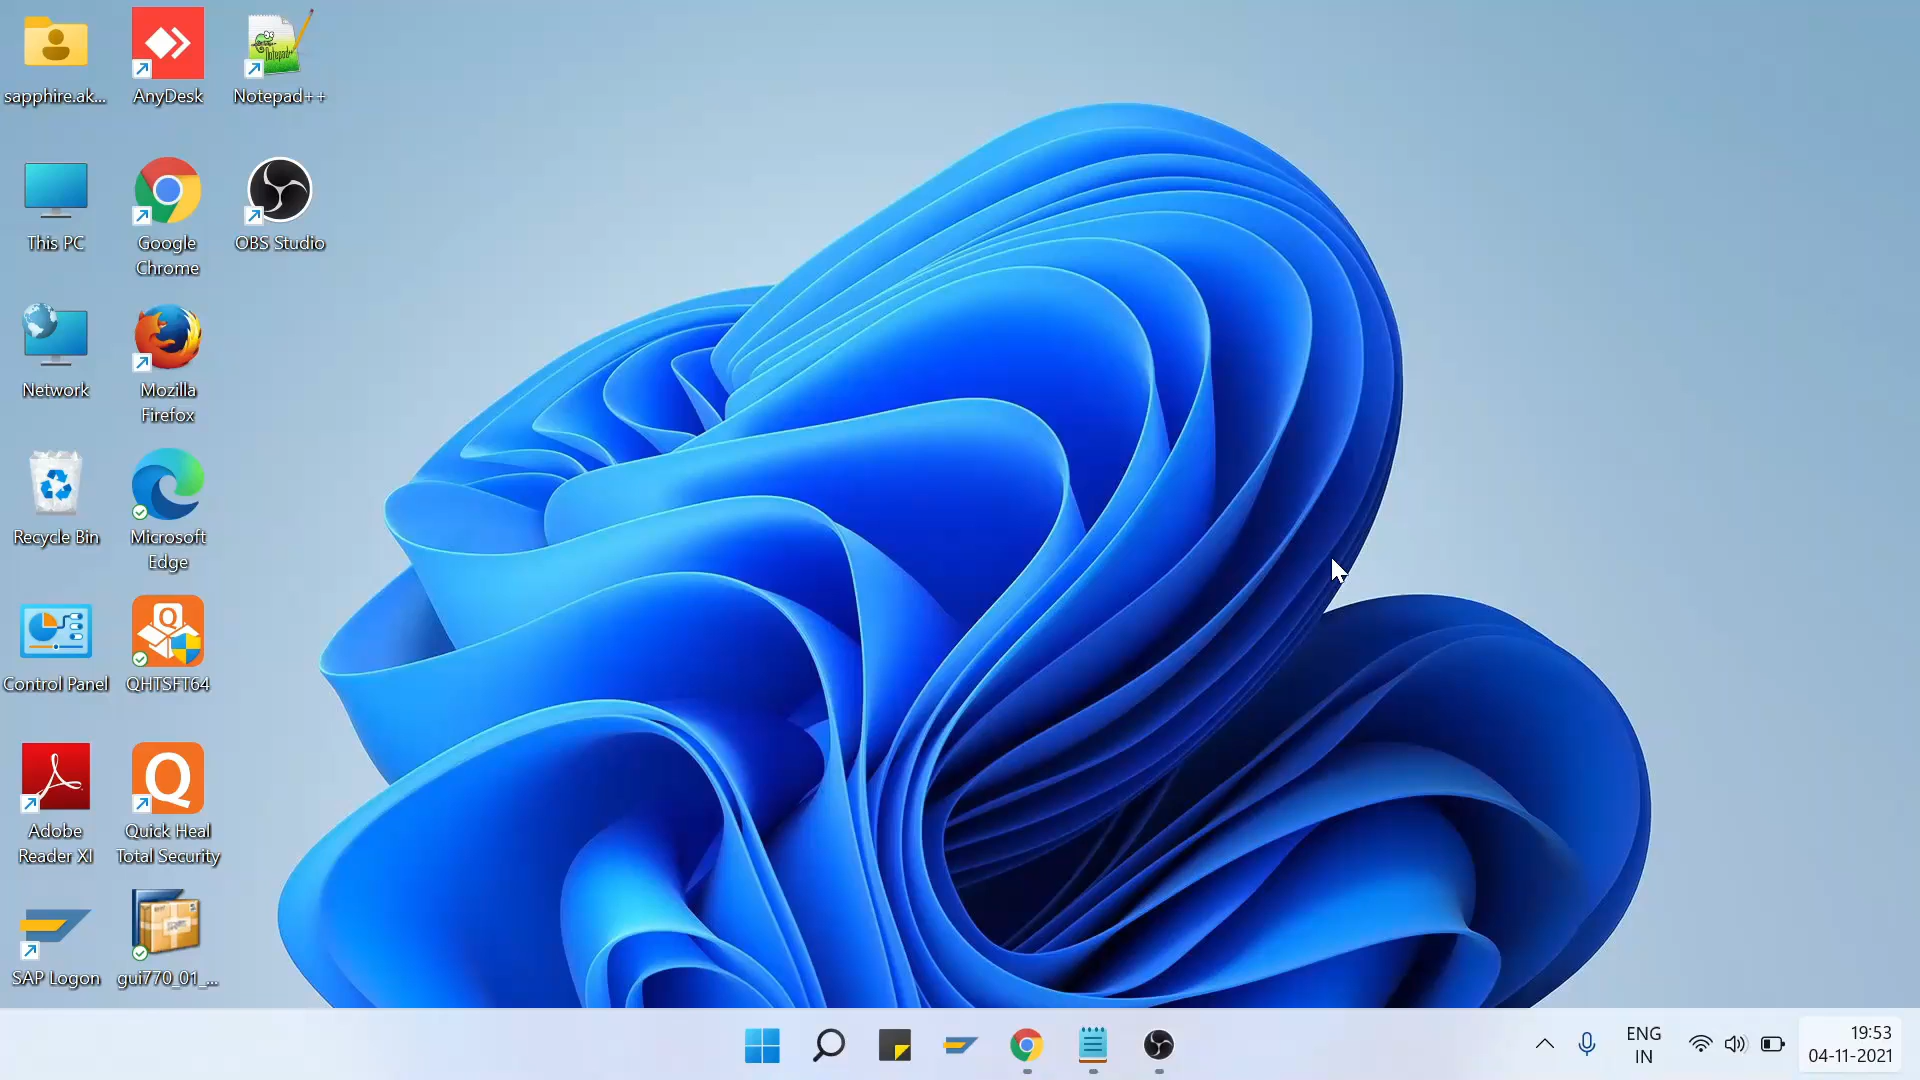 sapphire.ak...
AnyDesk
Notepad++
This PC
Google
Chrome
OBS Studio
Network
Mozilla
Firefox
Recycle Bin
Microsoft
Edge
Control Panel
QHTSFT64
Adobe
Reader XI
Quick Heal
Total Security
SAP Logon
gui770_01_...
ENG
IN
19:53
04-11-2021